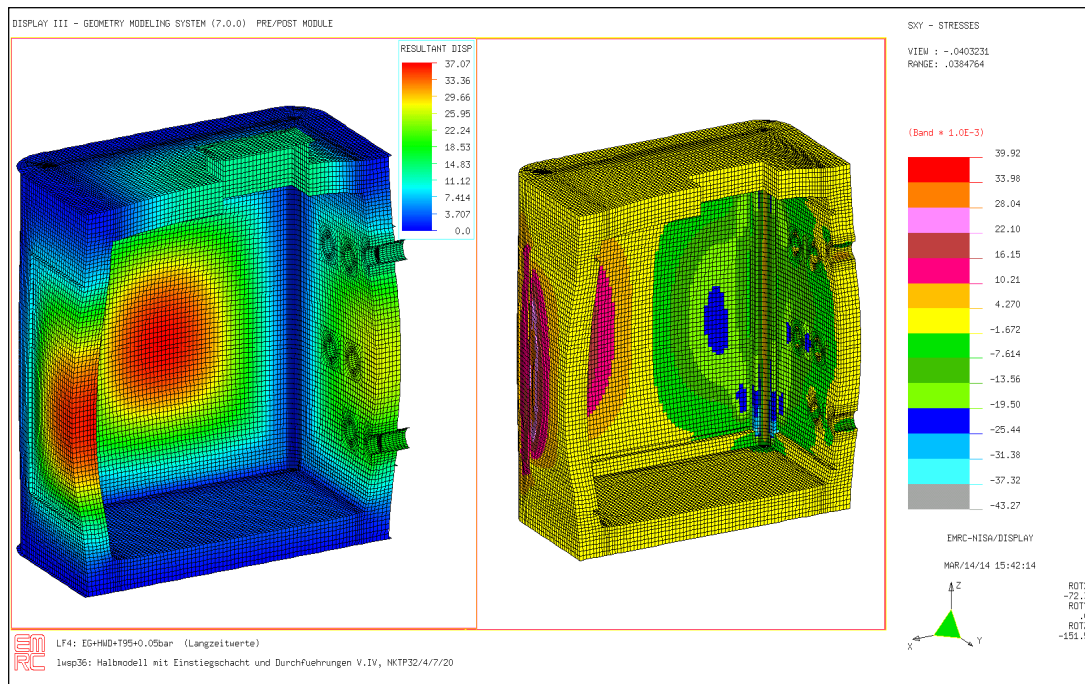 DISPLAY III - GEOMETRY MODELING SYSTEM (7.0.0) PRE/POST MODULE
RESULTANT DISP
37.07
33.36
29.66
25.95
22.24
18.53
14.83
11.12
7.414
3.707
0.0
SXY - STRESSES
VIEW : -.0403231
RANGE: .0384764
(Band * 1.0E-3)
39.92
33.98
28.04
22.10
16.15
10.21
4.270
-1.672
-7.614
-13.56
-19.50
-25.44
-31.38
-37.32
-43.27
EMRC-NISA/DISPLAY
MAR/14/14 15:42:14
Z
X
Y
EMRC
LF4: EG+HWD+T95+0.05bar (Langzeitwerte)
lwsp36: Halbmodell mit Einstiegschacht und Durchfuehrungen V.IV, NKTP32/4/7/20